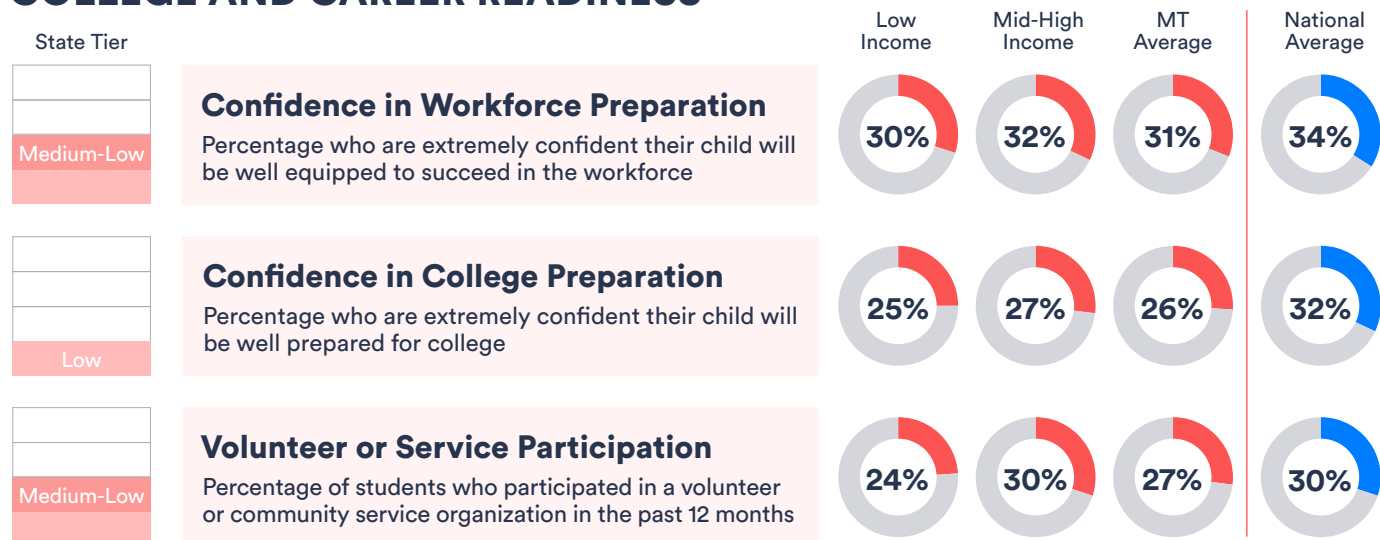 COLLEGE AND CAREER READINESS
State Tier
Low
Income
Mid-High
Income
MT
Average
National
Average
Medium-Low
Confidence in Workforce Preparation
Percentage who are extremely confident their child will
be well equipped to succeed in the workforce
30%
32%
31%
34%
Low
Confidence in College Preparation
Percentage who are extremely confident their child will
be well prepared for college
25%
27%
26%
32%
Medium-Low
Volunteer or Service Participation
Percentage of students who participated in a volunteer
or community service organization in the past 12 months
24%
30%
27%
30%